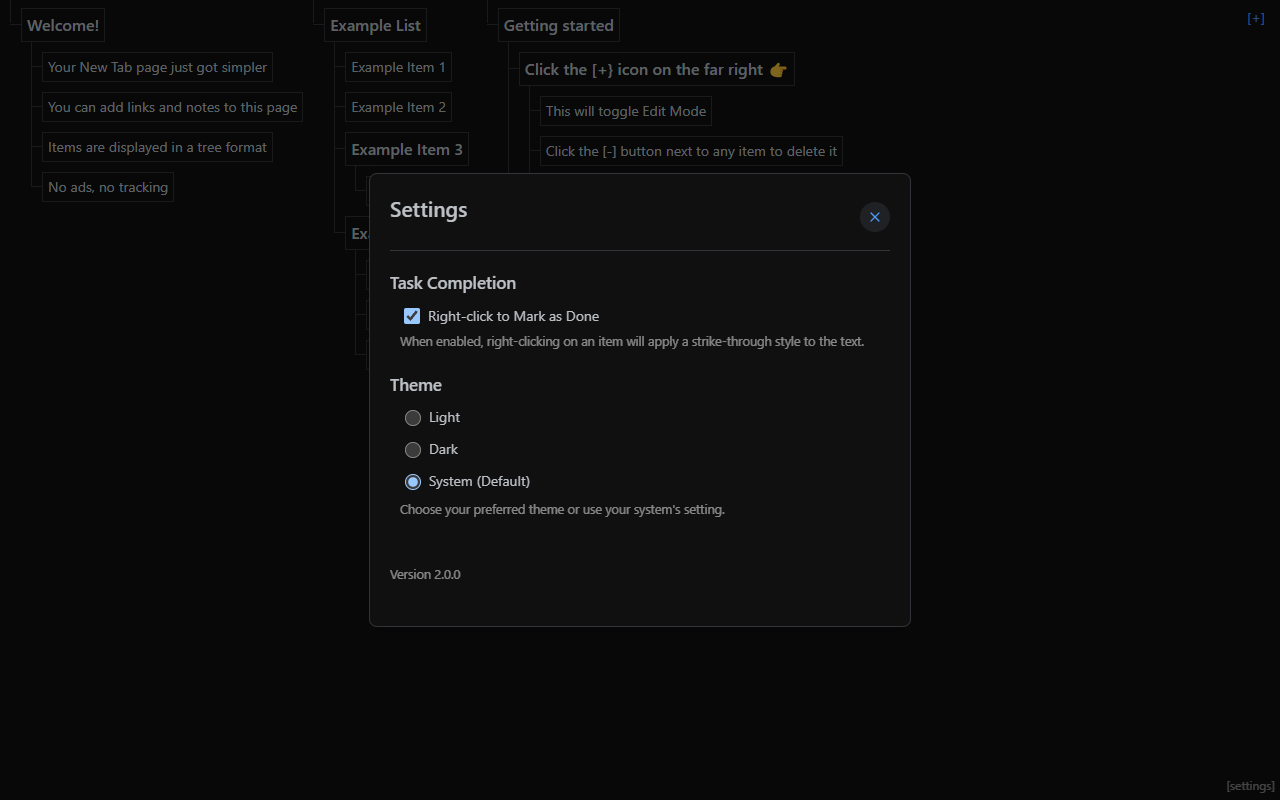 Welcome!
Your New Tab page just got simpler
You can add links and notes to this page
Items are displayed in a tree format
No ads, no tracking
Example List
Example Item 1
Example Item 2
Example Item 3
Exa
Getting started
Click the [+} icon on the far right 👉
This will toggle Edit Mode
Click the [-] button next to any item to delete it
[+]
Settings
Task Completion
Right-click to Mark as Done
When enabled, right-clicking on an item will apply a strike-through style to the text.
Theme
Light
Dark
System (Default)
Choose your preferred theme or use your system's setting.
Version 2.0.0
[settings]